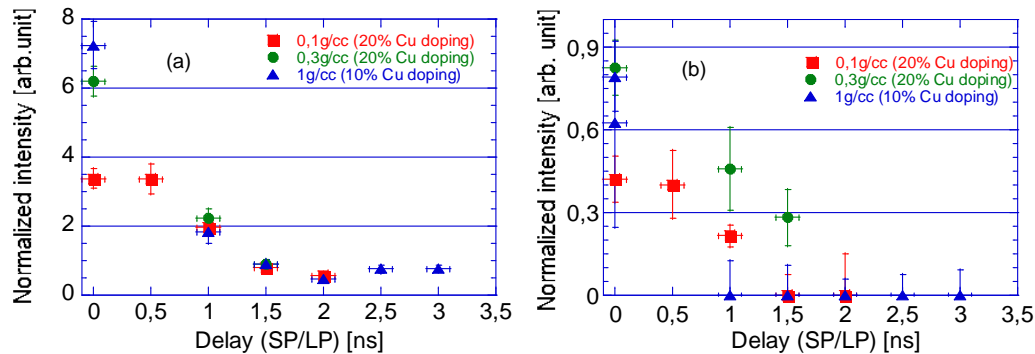 Normalized intensity [arb.unit]
8
6
4
2
0
(a)
0,1g/cc (20% Cu doping)
0,3g/cc (20% Cu doping)
1g/cc (10% Cu doping)
0 0,5 1 1,5 2 2,5 3 3,5
Delay (SP/LP) [ns]
Normalized intensity [arb.unit]
0,9
0,6
0,3
0
(b)
0,1g/cc (20% Cu doping)
0,3g/cc (20% Cu doping)
1g/cc (10% Cu doping)
0 0,5 1 1,5 2 2,5 3 3,5
Delay (SP/LP) [ns]